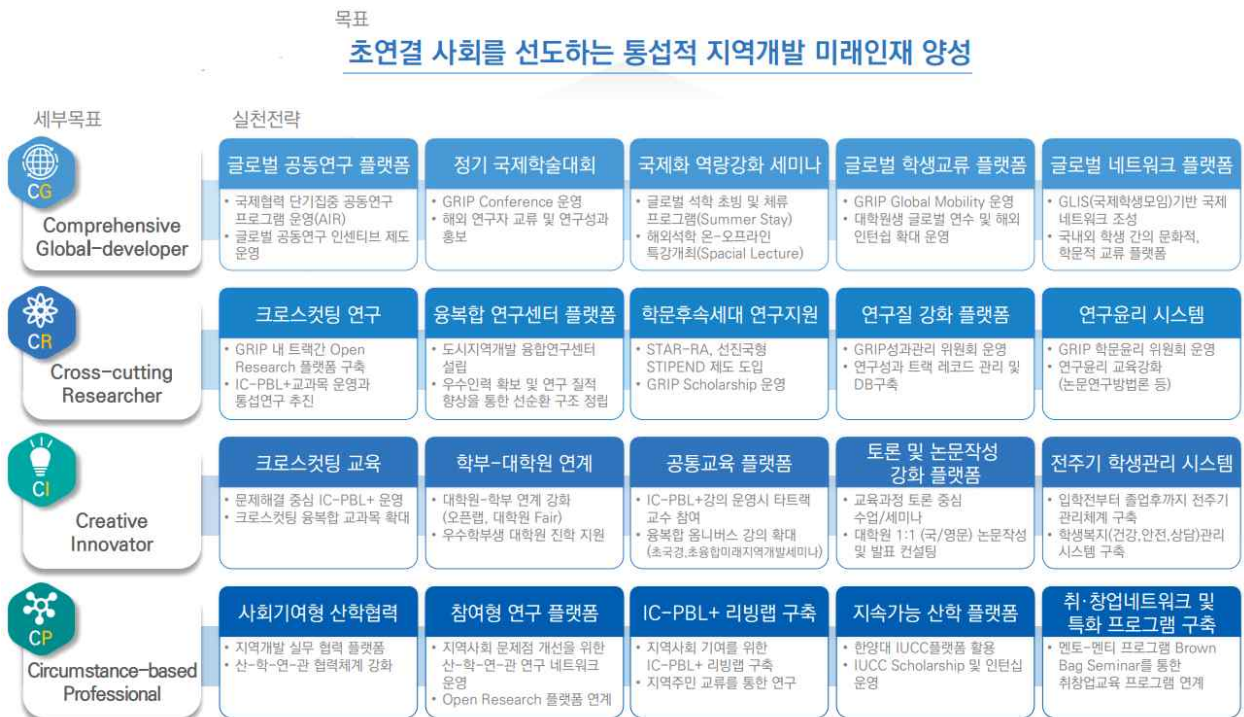 목표
초연결 사회를 선도하는 통섭적 지역개발 미래인재 양성
세부목표
실천전략
CG
Comprehensive
Global-developer
글로벌 공동연구 플랫폼
• 국제협력 단기집중 공동연구
프로그램 운영(AIR)
• 글로벌 공동연구 인센티브 제도
운영
정기 국제학술대회
• GRIP Conference 운영
• 해외 연구자 교류 및 연구성과
홍보
국제화 역량강화 세미나
• 글로벌 석학 초빙 및 체류
프로그램(Summer Stay)
• 해외석학 온-오프라인
특강개최(Spacial Lecture)
글로벌 학생교류 플랫폼
• GRIP Global Mobility 운영
• 대학원생 글로벌 연수 및 해외
인턴쉽 확대 운영
글로벌 네트워크 플랫폼
• GLIS(국제학생모임)기반 국제
네트워크 조성
• 국내외 학생 간의 문화적,
학문적 교류 플랫폼
CR
Cross-cutting
Researcher
크로스컷팅 연구
• GRIP 내 트랙간 Open
Research 플랫폼 구축
• IC-PBL+교과목 운영과
통섭연구 추진
융복합 연구센터 플랫폼
• 도시지역개발 융합연구센터
설립
• 우수인력 확보 및 연구 질적
향상을 통한 선순환 구조 정립
학문후속세대 연구지원
• STAR-RA, 선진국형
STIPEND 제도 도입
• GRIP Scholarship 운영
연구질 강화 플랫폼
• GRIP성과관리 위원회 운영
• 연구성과 트랙 레코드 관리 및
DB구축
연구윤리 시스템
• GRIP 학문윤리 위원회 운영
• 연구윤리 교육강화
(논문연구방법론 등)
CI
Creative
Innovator
크로스컷팅 교육
• 문제해결 중심 IC-PBL+ 운영
• 크로스컷팅 융복합 교과목 확대
학부-대학원 연계
• 대학원-학부 연계 강화
(오픈랩, 대학원 Fair)
• 우수학부생 대학원 진학 지원
공통교육 플랫폼
• IC-PBL+강의 운영시 타트랙
교수 참여
• 융복합 옴니버스 강의 확대
(초국경,초융합미래지역개발세미나)
토론 및 논문작성
강화 플랫폼
• 교육과정 토론 중심
수업/세미나
• 대학원 1:1 (국/영문) 논문작성
및 발표 컨설팅
전주기 학생관리 시스템
• 입학전부터 졸업후까지 전주기
관리체계 구축
• 학생복지(건강,안전,상담)관리
시스템 구축
CP
Circumstance-based
Professional
사회기여형 산학협력
• 지역개발 실무 협력 플랫폼
• 산-학-연-관 협력체계 강화
참여형 연구 플랫폼
• 지역사회 문제점 개선을 위한
산-학-연-관 연구 네트워크
운영
• Open Research 플랫폼 연계
IC-PBL+ 리빙랩 구축
• 지역사회 기여를 위한
IC-PBL+ 리빙랩 구축
• 지역주민 교류를 통한 연구
지속가능 산학 플랫폼
• 한양대 IUCC플랫폼 활용
• IUCC Scholarship 및 인턴십
운영
취·창업네트워크 및
특화 프로그램 구축
• 멘토-멘티 프로그램 Brown
Bag Seminar를 통한
취창업교육 프로그램 연계